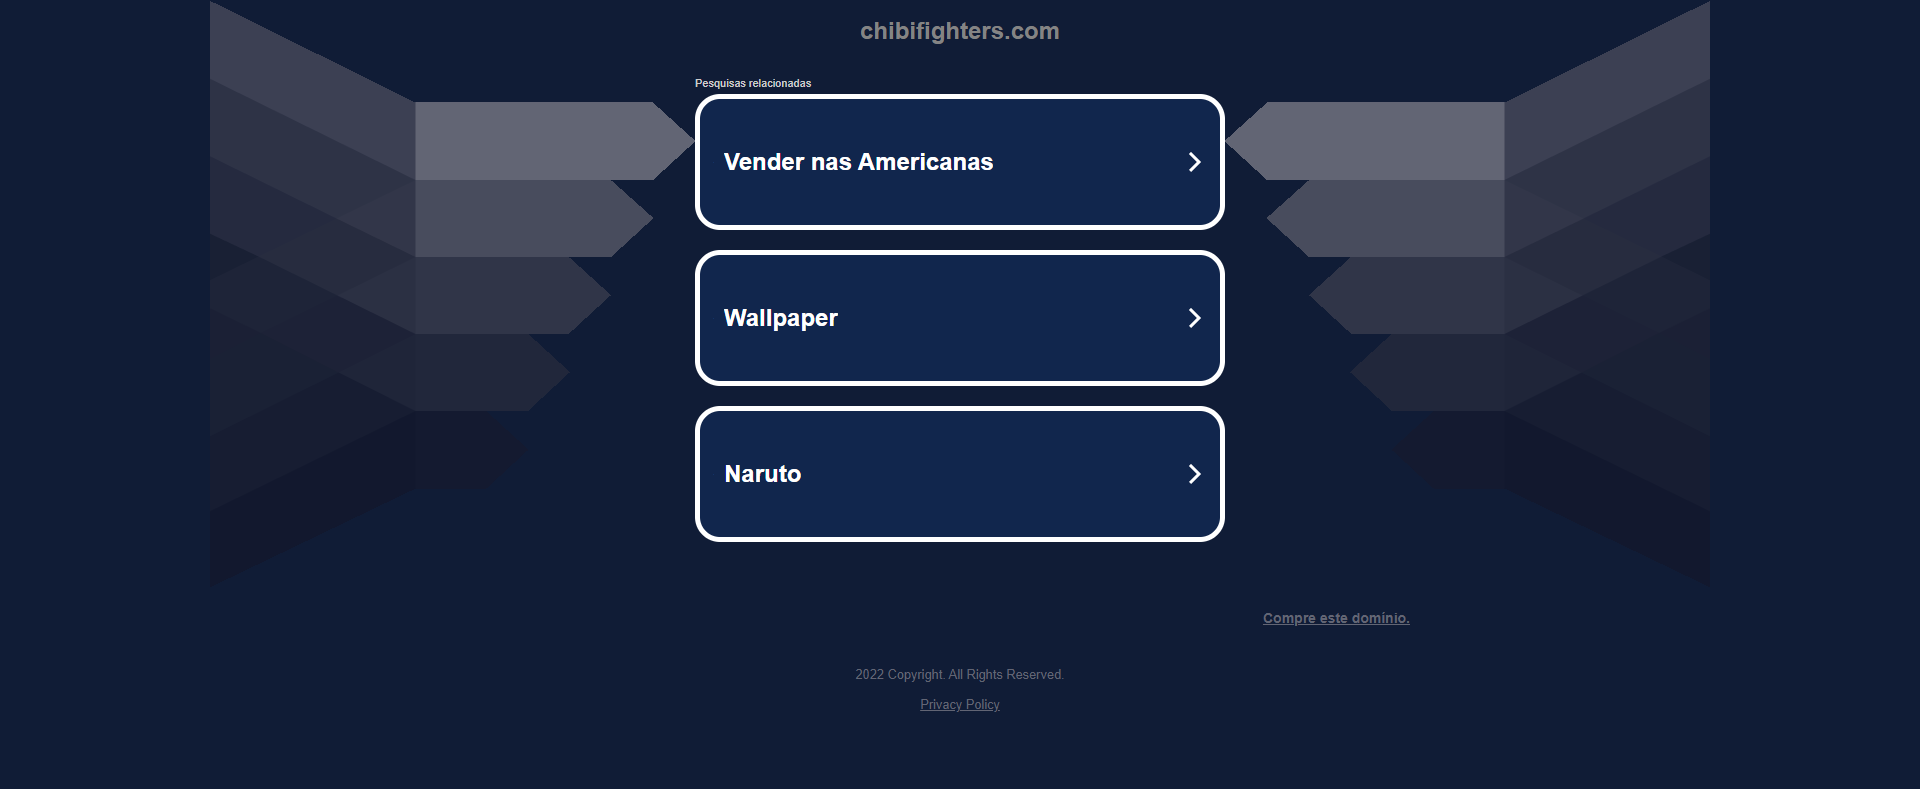 chibifighters.com
Pesquisas relacionadas
Vender nas Americanas
Wallpaper
Naruto
Compre este domínio.
2022 Copyright. All Rights Reserved.
Privacy Policy